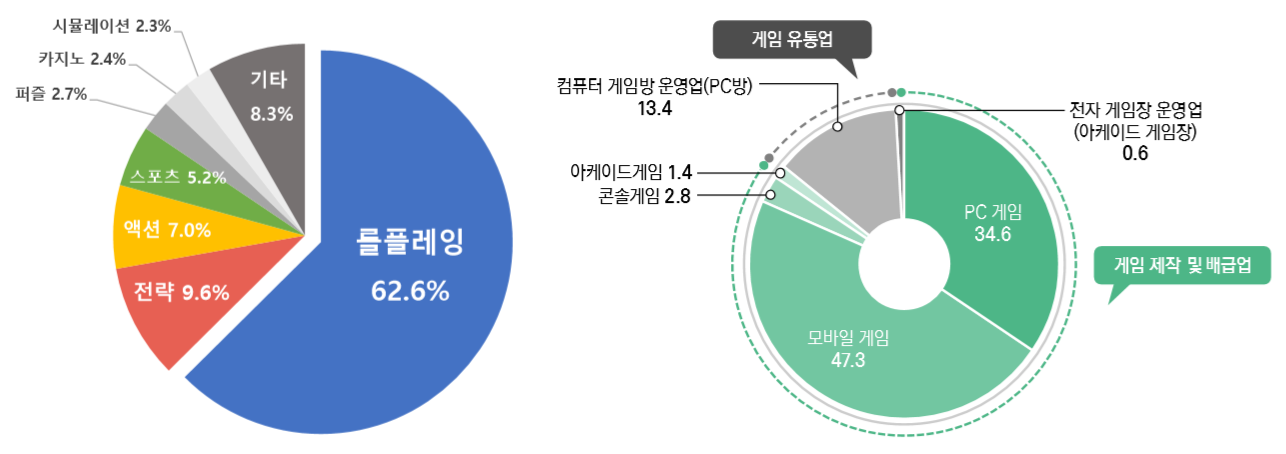 시뮬레이션 2.3%
카지노 2.4%
퍼즐 2.7%
기타
8.3%
스포츠 5.2%
액션 7.0%
전략 9.6%
롤플레잉
62.6%
게임 유통업
컴퓨터 게임방 운영업(PC방)
13.4
전자 게임장 운영업
(아케이드 게임장)
0.6
아케이드게임 1.4
콘솔게임 2.8
PC 게임
34.6
모바일 게임
47.3
게임 제작 및 배급업